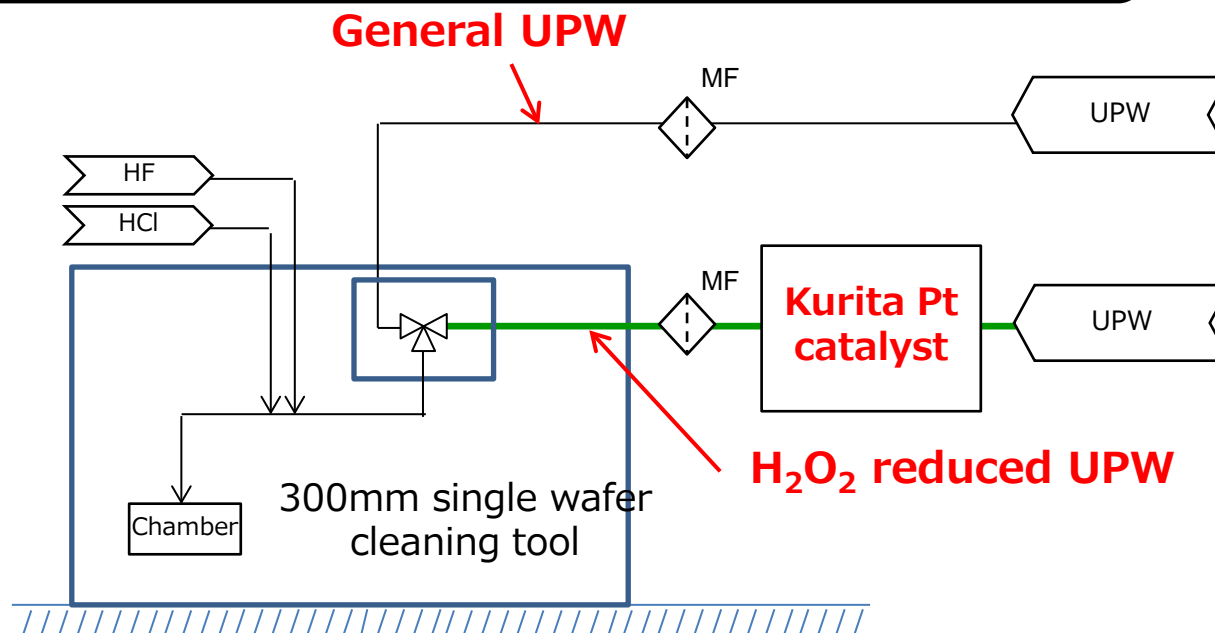 General UPW
MF
UPW
HF
HCl
MF
Kurita Pt
catalyst
UPW
H₂O₂ reduced UPW
300mm single wafer
cleaning tool
Chamber